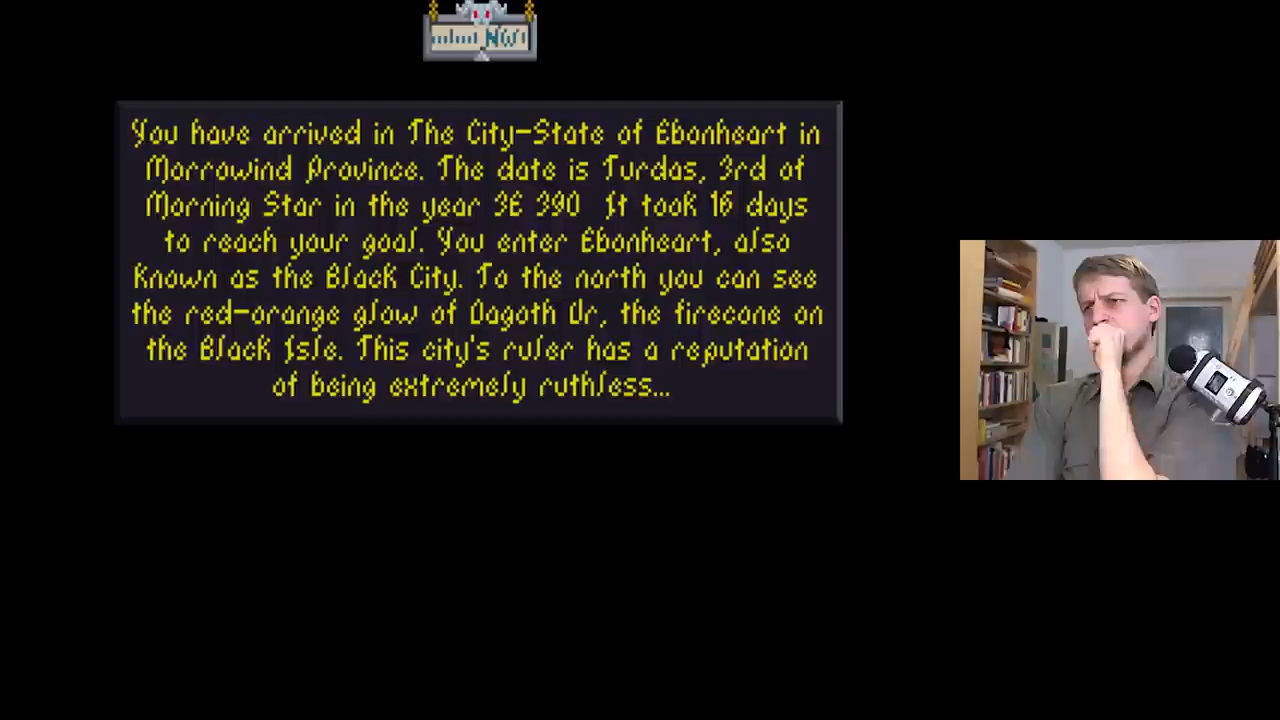 NW
You have arrived in The City-State of Ebonheart in
Morrowind Province. The date is Turdas, 3rd of
Morning Star in the year 3E 390 It took 16 days
to reach your goal. You enter Ebonheart, also
known as the Black City. To the north you can see
the red-orange glow of Dagoth Ur, the firecone on
the Black Isle. This city's ruler has a reputation
of being extremely ruthless...